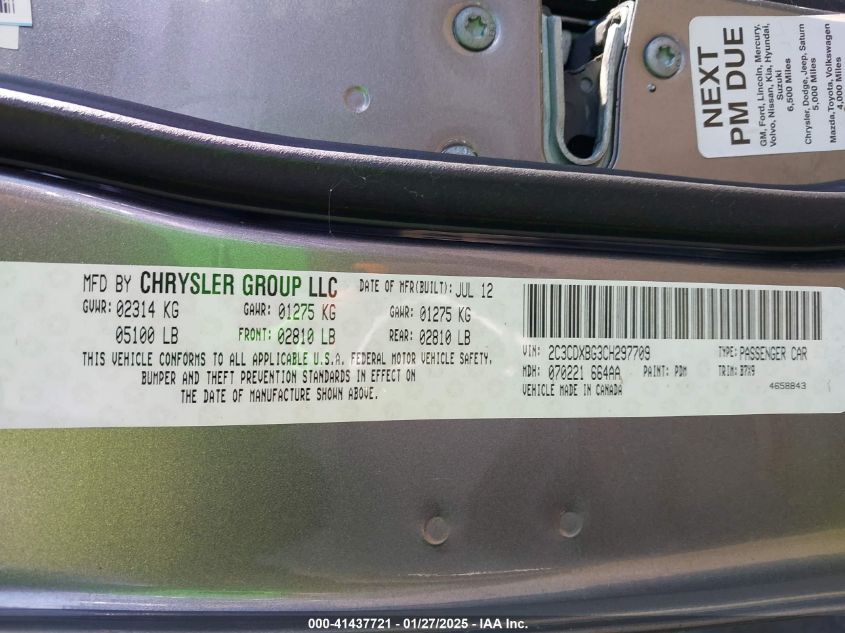 NEXT
PM DUE
GM, Ford, Lincoln, Mercury,
Volvo, Nissan, Kia, Hyundai,
Suzuki
6,500 Miles
Chrysler, Dodge, Jeep, Saturn
5,000 Miles
Mazda, Toyota, Volkswagen
4,000 Miles
MFD BY CHRYSLER GROUP LLC DATE OF MFR(BUILT): JUL 12
GVWR: 02314 KG GAWR: 01275 KG GAWR: 01275 KG
05100 LB FRONT: 02810 LB REAR: 02810 LB
THIS VEHICLE CONFORMS TO ALL APPLICABLE U.S.A. FEDERAL MOTOR VEHICLE SAFETY,
BUMPER AND THEFT PREVENTION STANDARDS IN EFFECT ON
THE DATE OF MANUFACTURE SHOWN ABOVE.
VIN: 2C3CDXBG3CH297709 TYPE: PASSENGER CAR
MDH: 070221 664AA PAINT: PDM TRIM: B7X9
VEHICLE MADE IN CANADA 4658843
000-41437721 / 01/27/2025 - IAA Inc.